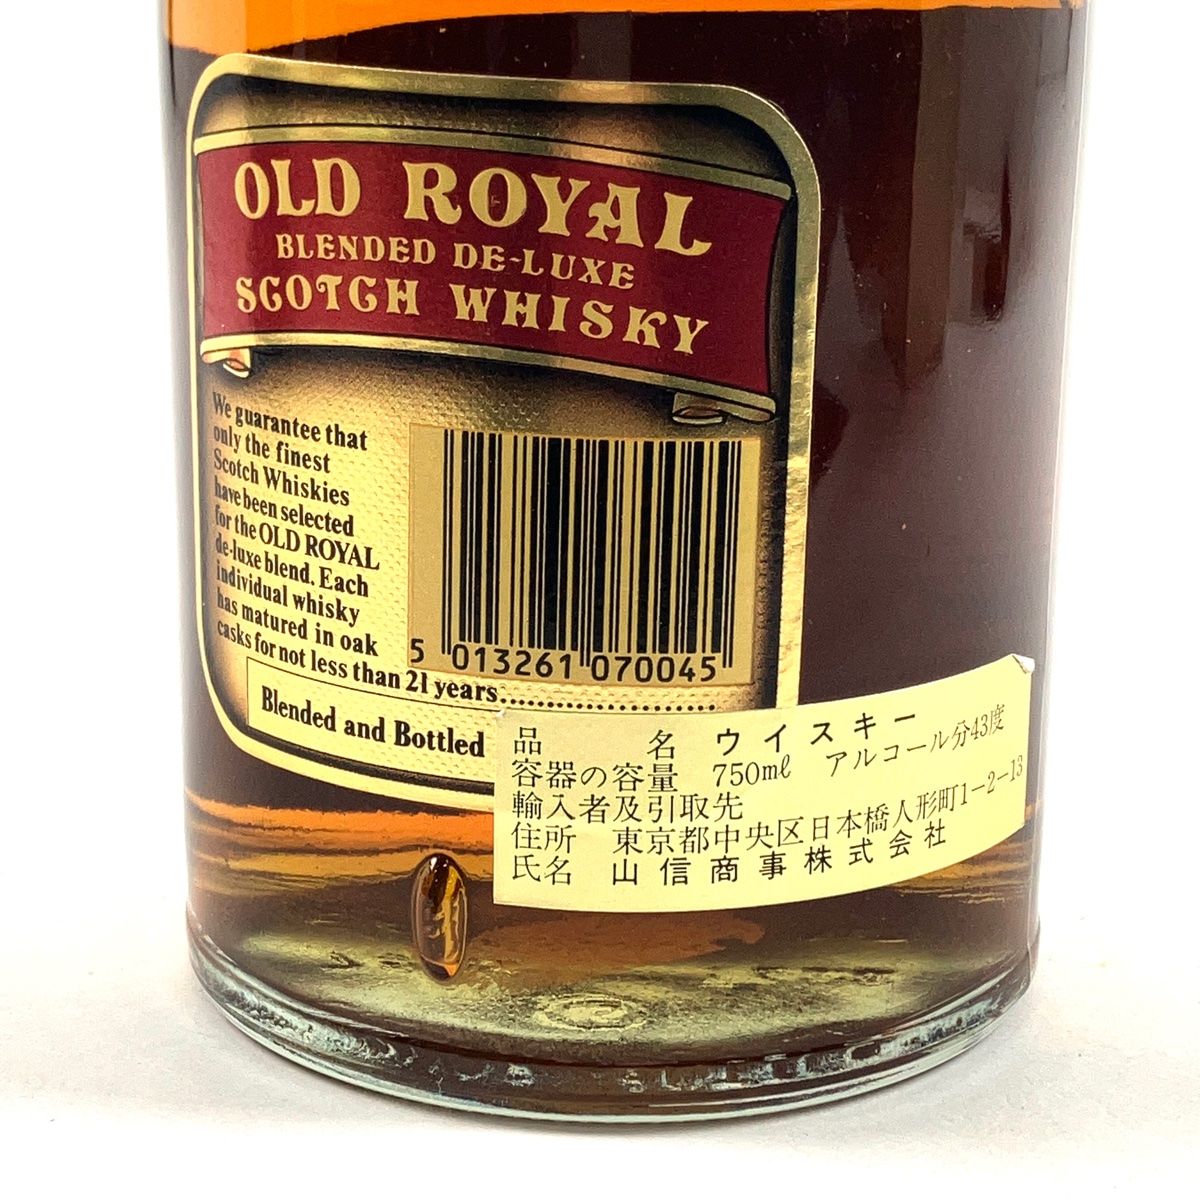 OLD ROYAL
BLENDED DE-LUXE
SCOTCH WHISKY
We guarantee that
only the finest
Scotch Whiskies
have been selected
for the OLD ROYAL
de-luxe blend. Each
individual whisky
has matured in oak
casks for not less than 21 years
5 013261 070045
Blended and Bottled
品名 ウイスキー
容器の容量 750mℓ アルコール分43度
輸入者及引取先
住所 東京都中央区日本橋人形町1-2-13
氏名 山信商事株式会社